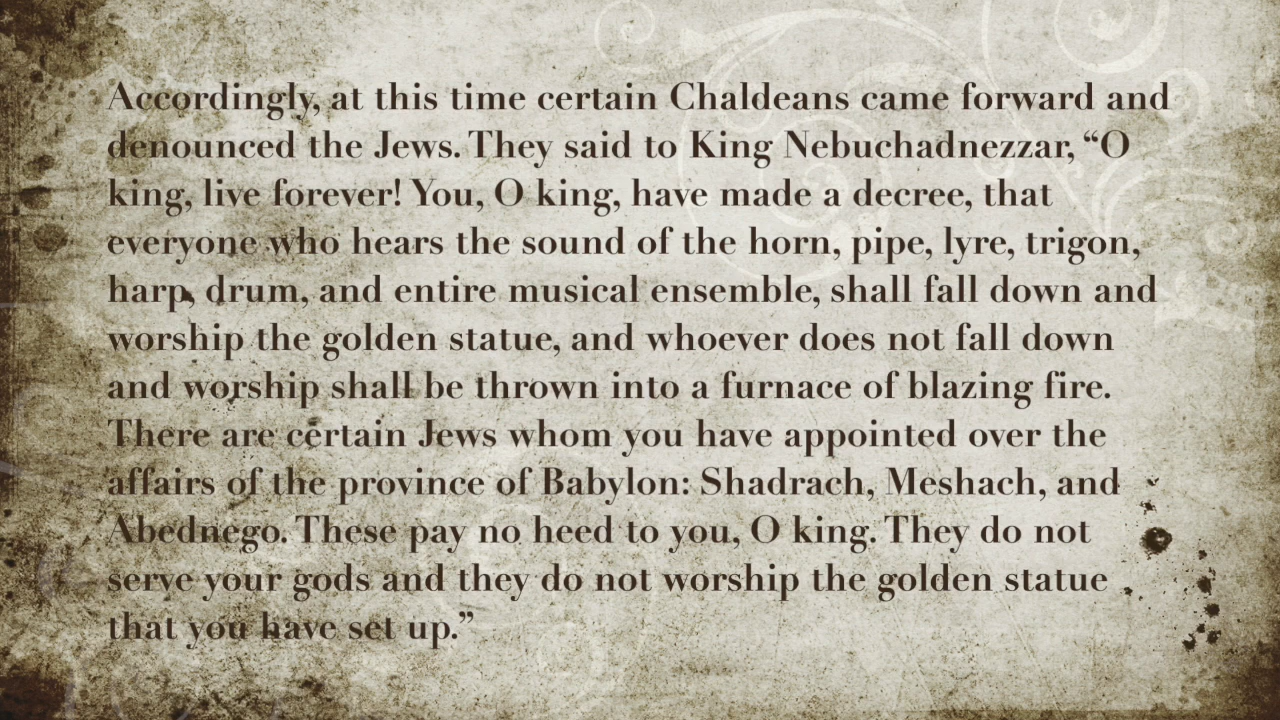 Accordingly, at this time certain Chaldeans came forward and
denounced the Jews. They said to King Nebuchadnezzar, “O
king, live forever! You, O king, have made a decree, that
everyone who hears the sound of the horn, pipe, lyre, trigon,
harp, drum, and entire musical ensemble, shall fall down and
worship the golden statue, and whoever does not fall down
and worship shall be thrown into a furnace of blazing fire.
There are certain Jews whom you have appointed over the
affairs of the province of Babylon: Shadrach, Meshach, and
Abednego. These pay no heed to you, O king. They do not
serve your gods and they do not worship the golden statue
that you have set up.”